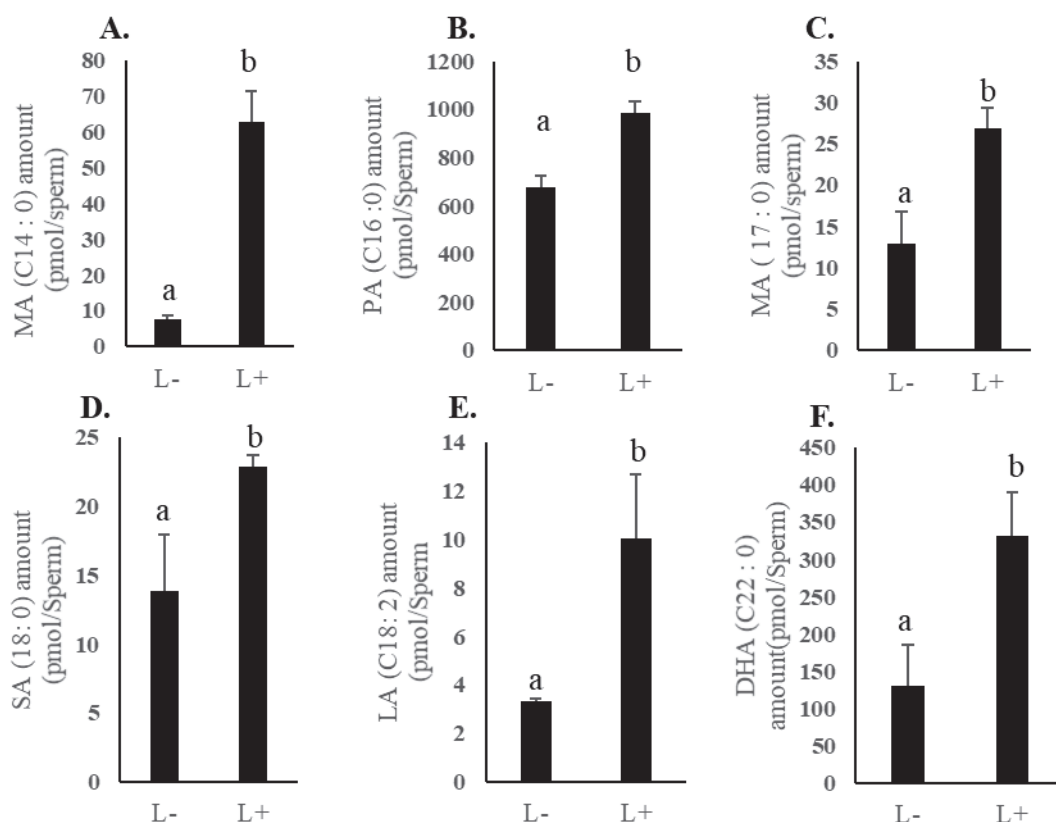 A.
MA (C14 : 0) amount
(pmol/sperm)
80
70
60
50
40
30
20
10
0
a
b
L- L+
B.
PA (C16 :0) amount
(pmol/Sperm)
1200
1000
800
600
400
200
0
a
b
L- L+
C.
MA ( 17 : 0) amount
(pmol/sperm)
35
30
25
20
15
10
5
0
a
b
L- L+
D.
SA (18: 0) amount
(pmol/Sperm)
25
20
15
10
5
0
a
b
L- L+
E.
LA (C18: 2) amount
(pmol/Sperm
14
12
10
8
6
4
2
0
a
b
L- L+
F.
DHA (C22 : 0)
amount(pmol/Sperm)
450
400
350
300
250
200
150
100
50
0
a
b
L- L+